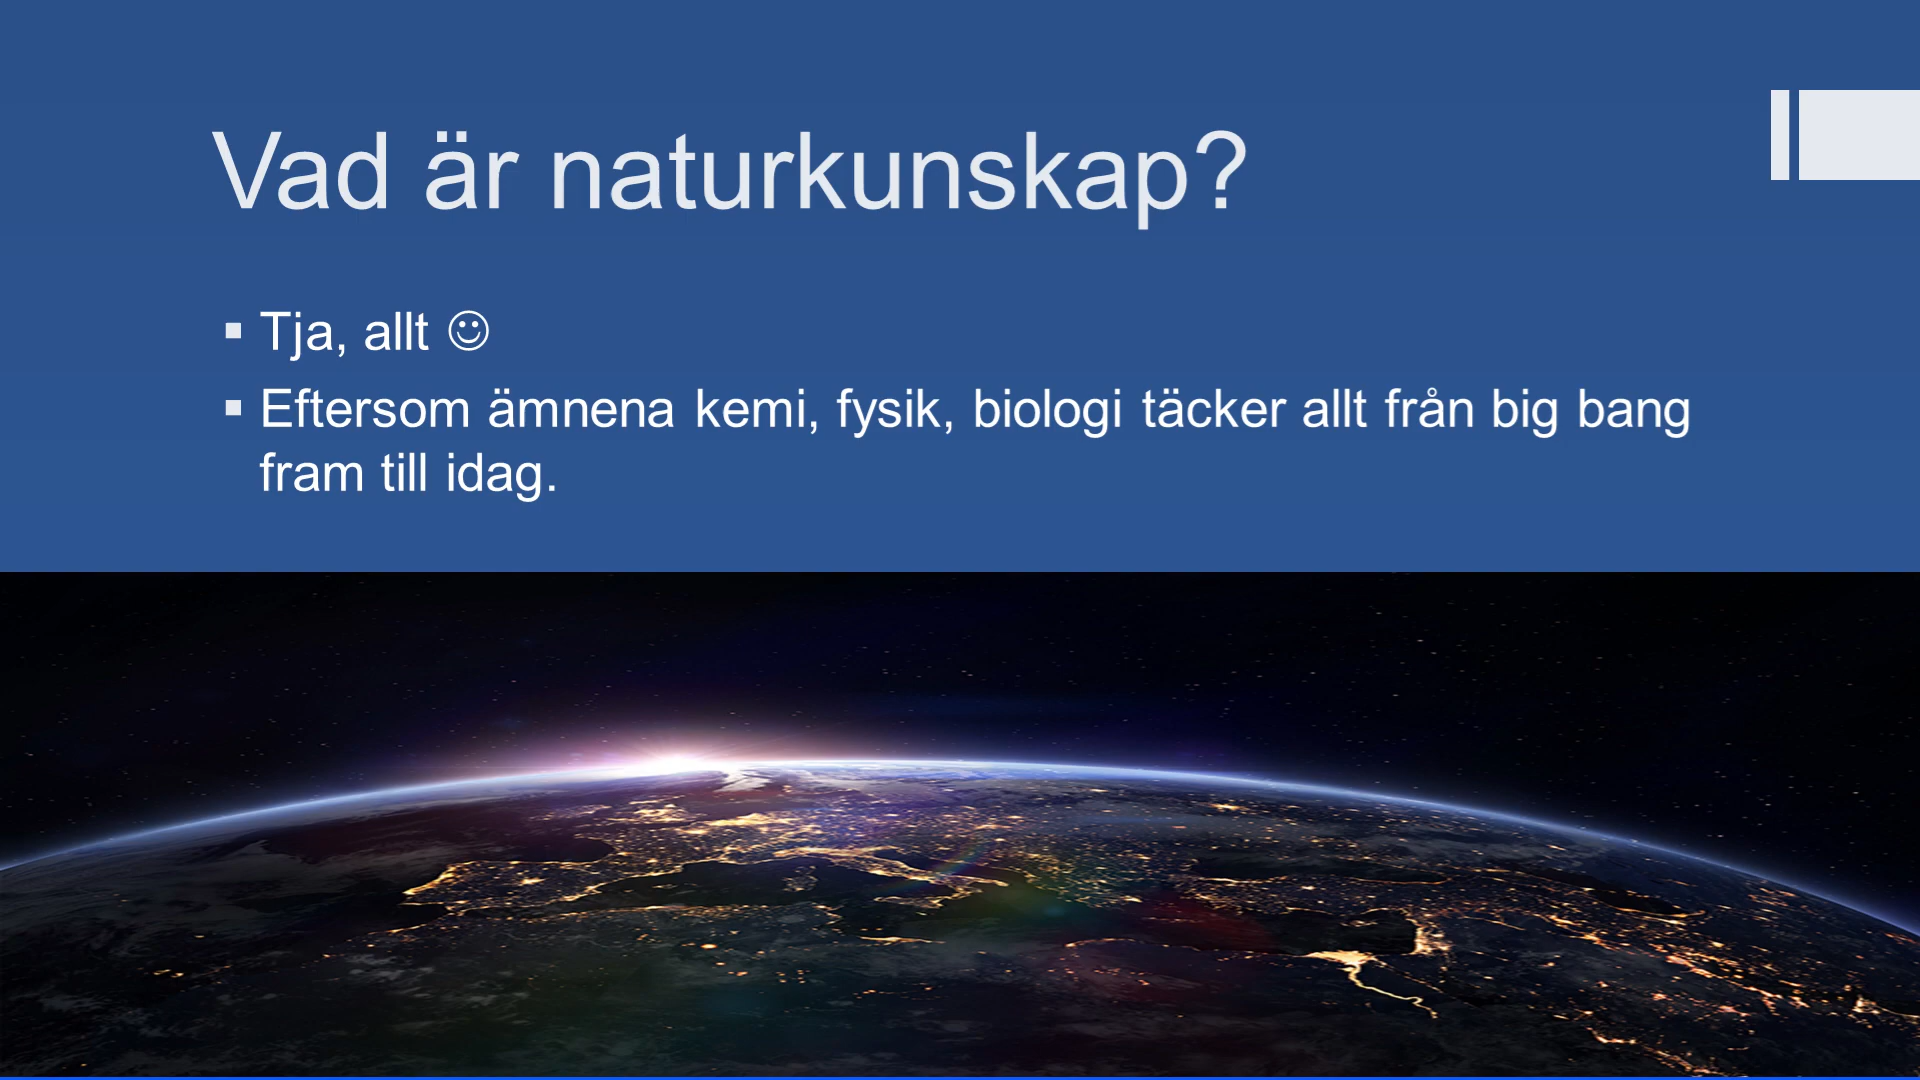 Vad är naturkunskap?
▪ Tja, allt ☺
▪ Eftersom ämnena kemi, fysik, biologi täcker allt från big bang
fram till idag.